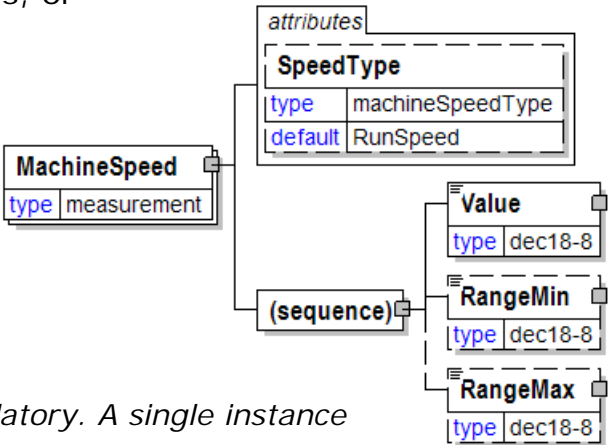 s, or
attributes
SpeedType
type machineSpeedType
default RunSpeed
MachineSpeed
type measurement
Value
type dec18-8
(sequence)
RangeMin
type dec18-8
RangeMax
type dec18-8
latory. A single instance